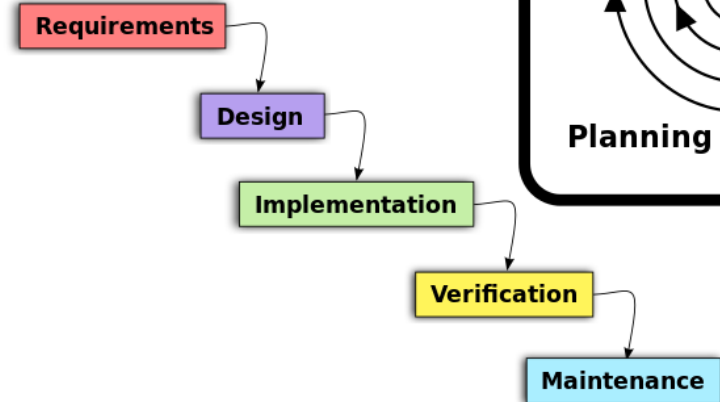 Requirements
Design
Planning
Implementation
Verification
Maintenance